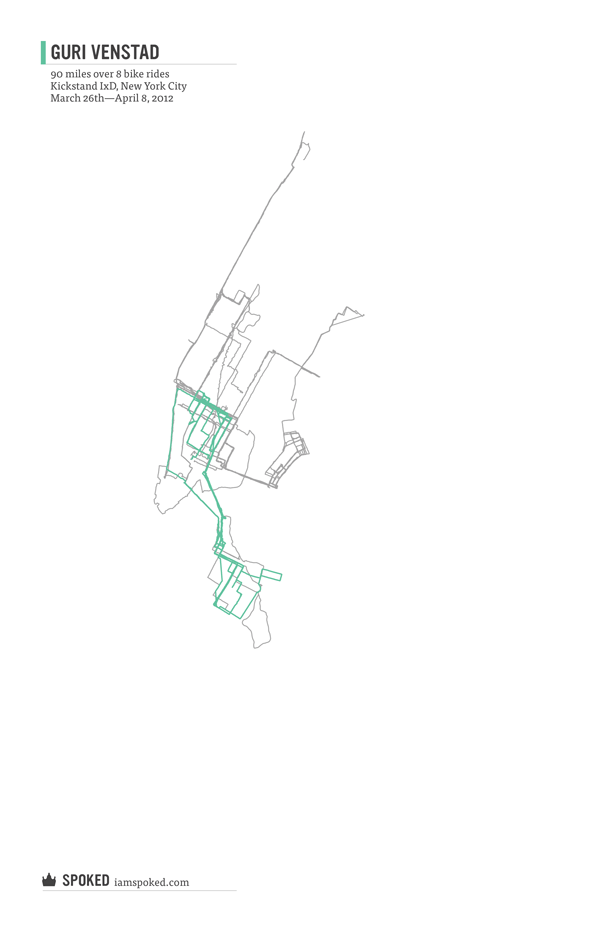 GURI VENSTAD
90 miles over 8 bike rides
Kickstand IxD, New York City
March 26th—April 8, 2012
SPOKED iamspoked.com